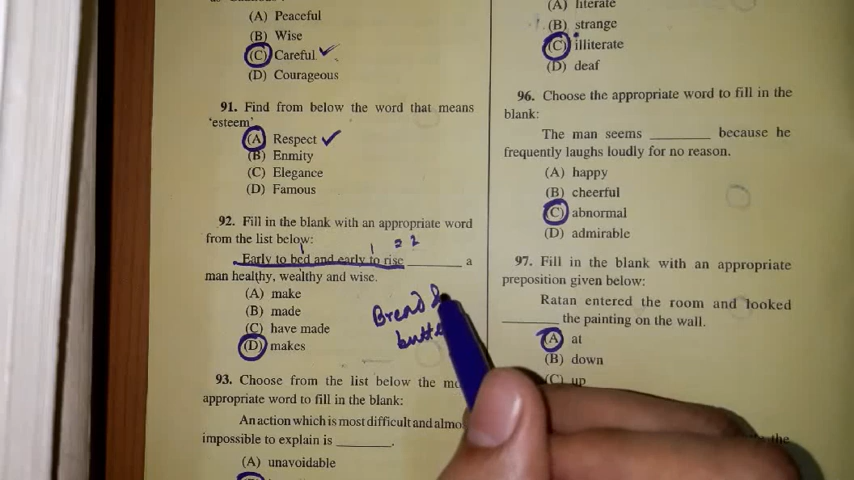 (A) Peaceful
(B) Wise
(C) Careful
(D) Courageous
91. Find from below the word that means
'esteem'
(A) Respect
(B) Enmity
(C) Elegance
(D) Famous
92. Fill in the blank with an appropriate word
from the list below:
1 1 = 2
Early to bed and early to rise ________ a
man healthy, wealthy and wise.
(A) make
(B) made
(C) have made
(D) makes
Bread &
93. Choose from the list below the
appropriate word to fill in the blank:
An action which is most difficult and
impossible to explain is ________.
(A) unavoidable
(A) literate
(B) strange
(C) illiterate
(D) deaf
96. Choose the appropriate word to fill in the
blank:
The man seems ________ because he
frequently laughs loudly for no reason.
(A) happy
(B) cheerful
(C) abnormal
(D) admirable
97. Fill in the blank with an appropriate
preposition given below:
Ratan entered the room and looked
________ the painting on the wall.
(A) at
(B) down
(C) up